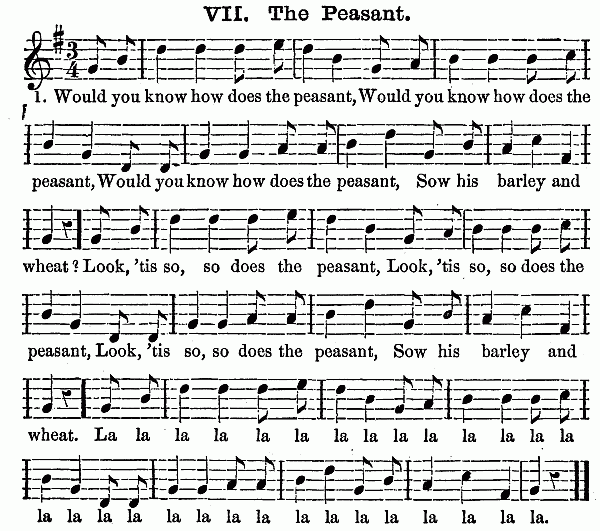 VII. The Peasant.
3
4
1. Would you know how does the peasant, Would you know how does the
peasant, Would you know how does the peasant, Sow his barley and
wheat? Look, 'tis so, so does the peasant, Look, 'tis so, so does the
peasant, Look, 'tis so, so does the peasant, Sow his barley and
wheat. La la la la la la la la la la la la la la
la la la la la la la la la la la la la la la la.